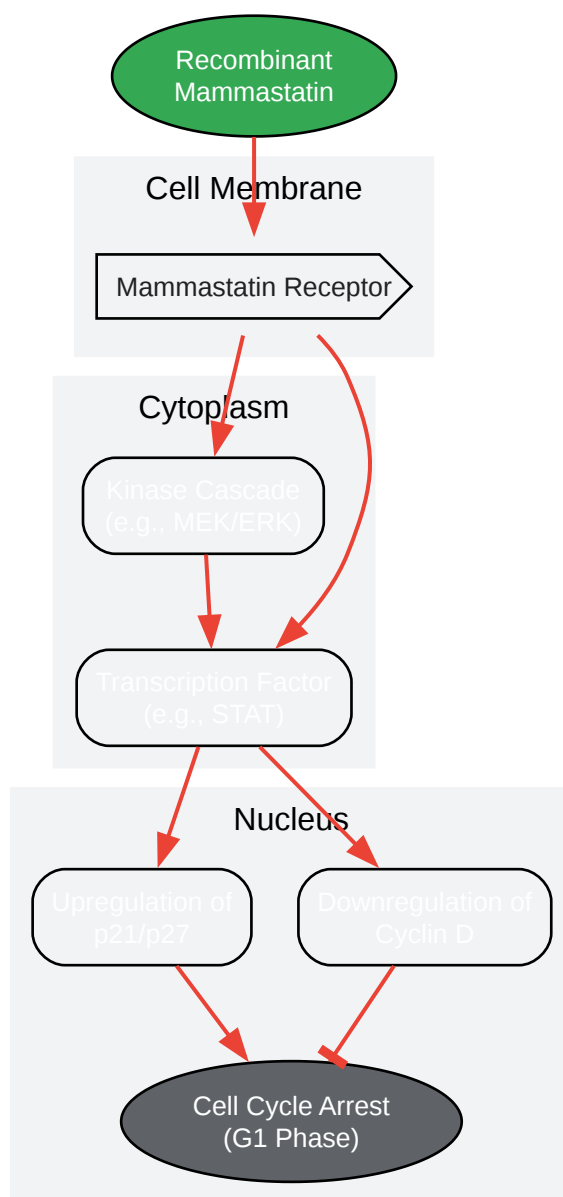 Recombinant
Mammastatin
Cell Membrane
Mammastatin Receptor
Cytoplasm
Kinase Cascade
(e.g., MEK/ERK)
Transcription Factor
(e.g., STAT)
Nucleus
Upregulation of
p21/p27
Downregulation of
Cyclin D
Cell Cycle Arrest
(G1 Phase)